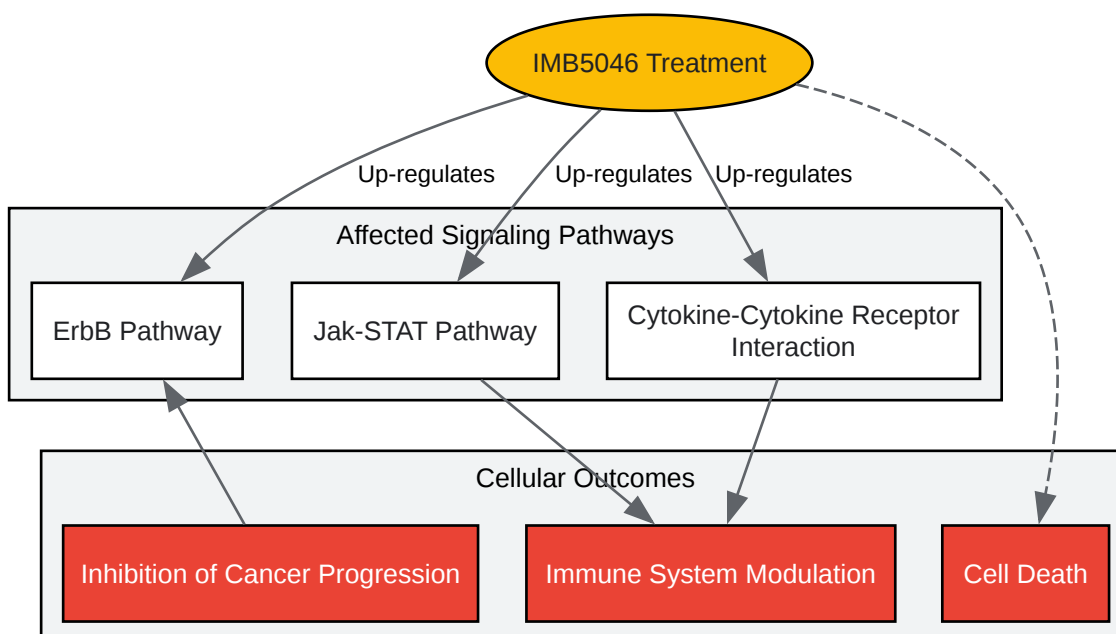 IMB5046 Treatment
Up-regulates
Up-regulates
Up-regulates
Affected Signaling Pathways
ErbB Pathway
Jak-STAT Pathway
Cytokine-Cytokine Receptor
Interaction
Cellular Outcomes
Inhibition of Cancer Progression
Immune System Modulation
Cell Death